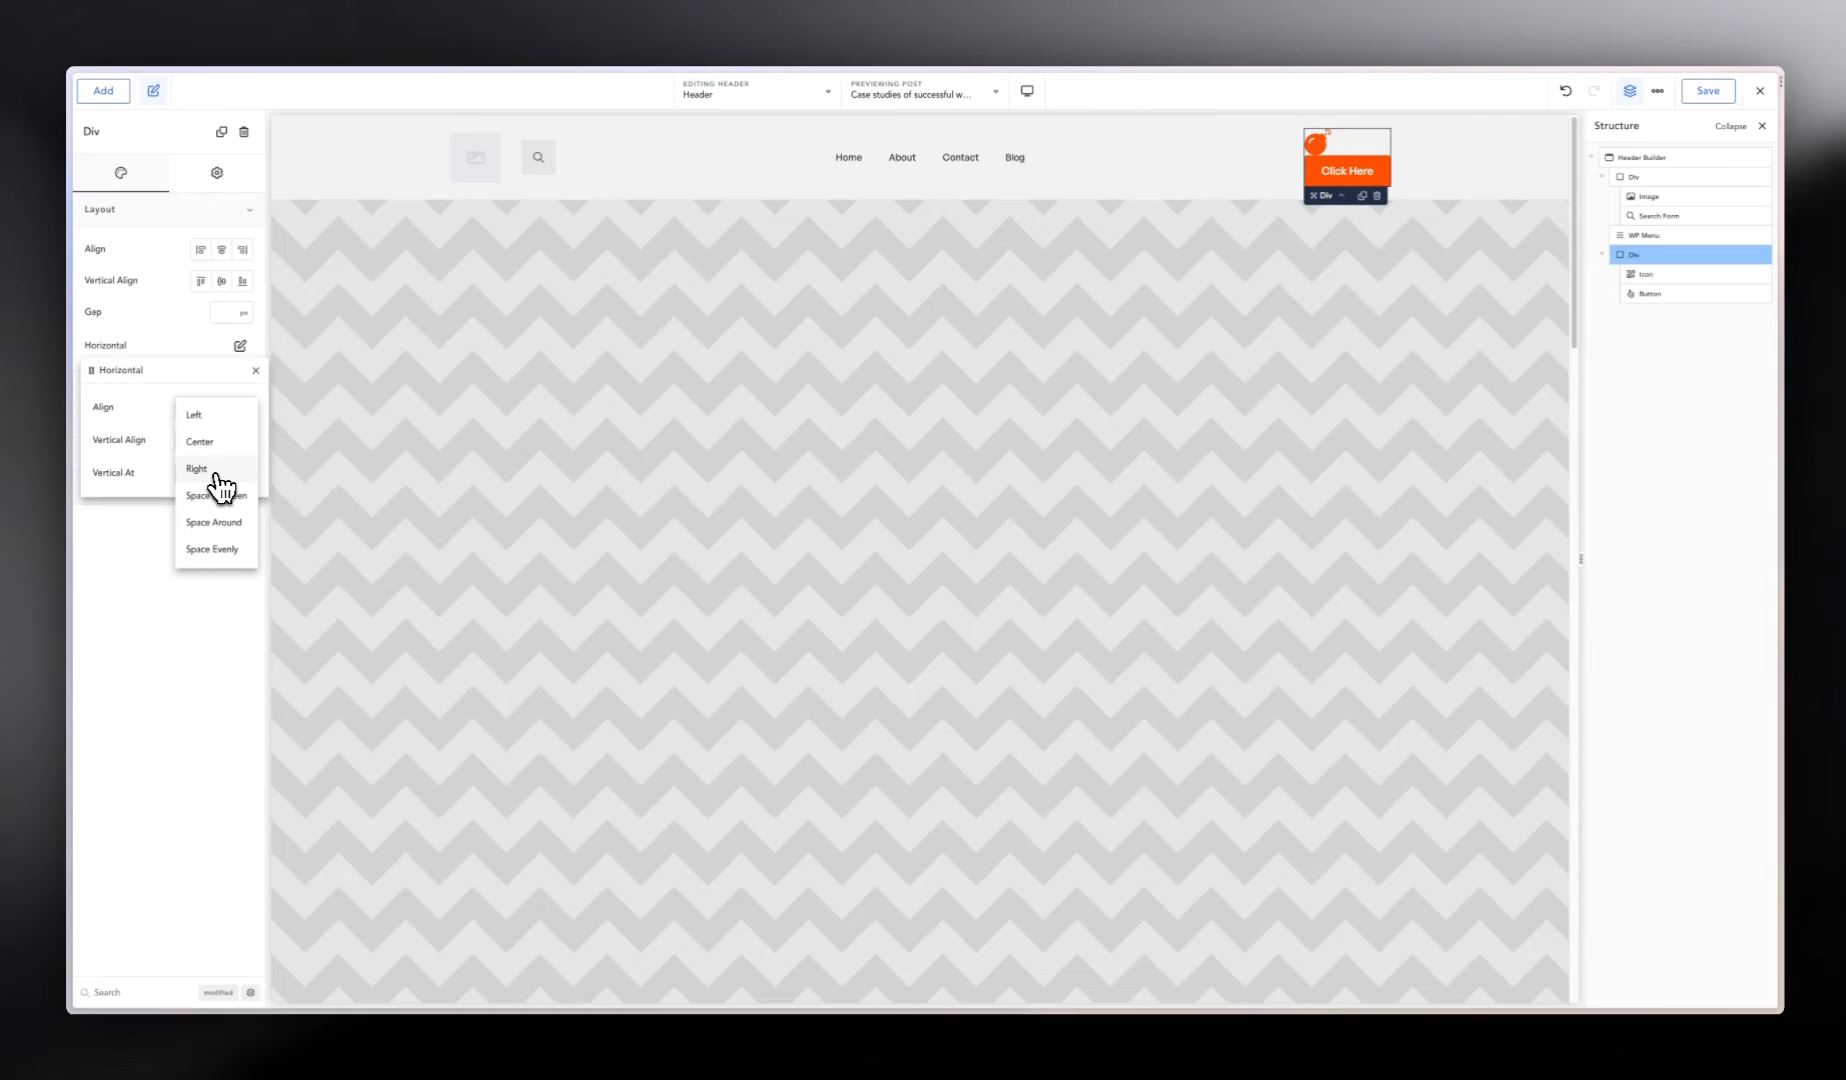 Add
EDITING HEADER
Header
PREVIEWING POST
Case studies of successful w...
Save
Div
Layout
Align
Vertical Align
Gap
px
Horizontal
Horizontal
Align
Vertical Align
Vertical At
Left
Center
Right
Space
Space Around
Space Evenly
Search
modified
Home
About
Contact
Blog
Click Here
Div
Structure
Collapse
Header Builder
Div
Image
Search Form
WP Menu
Div
Icon
Button